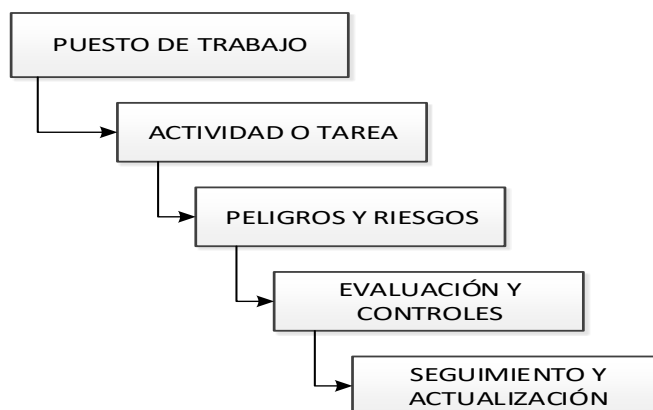 PUESTO DE TRABAJO
ACTIVIDAD O TAREA
PELIGROS Y RIESGOS
EVALUACIÓN Y
CONTROLES
SEGUIMIENTO Y
ACTUALIZACIÓN